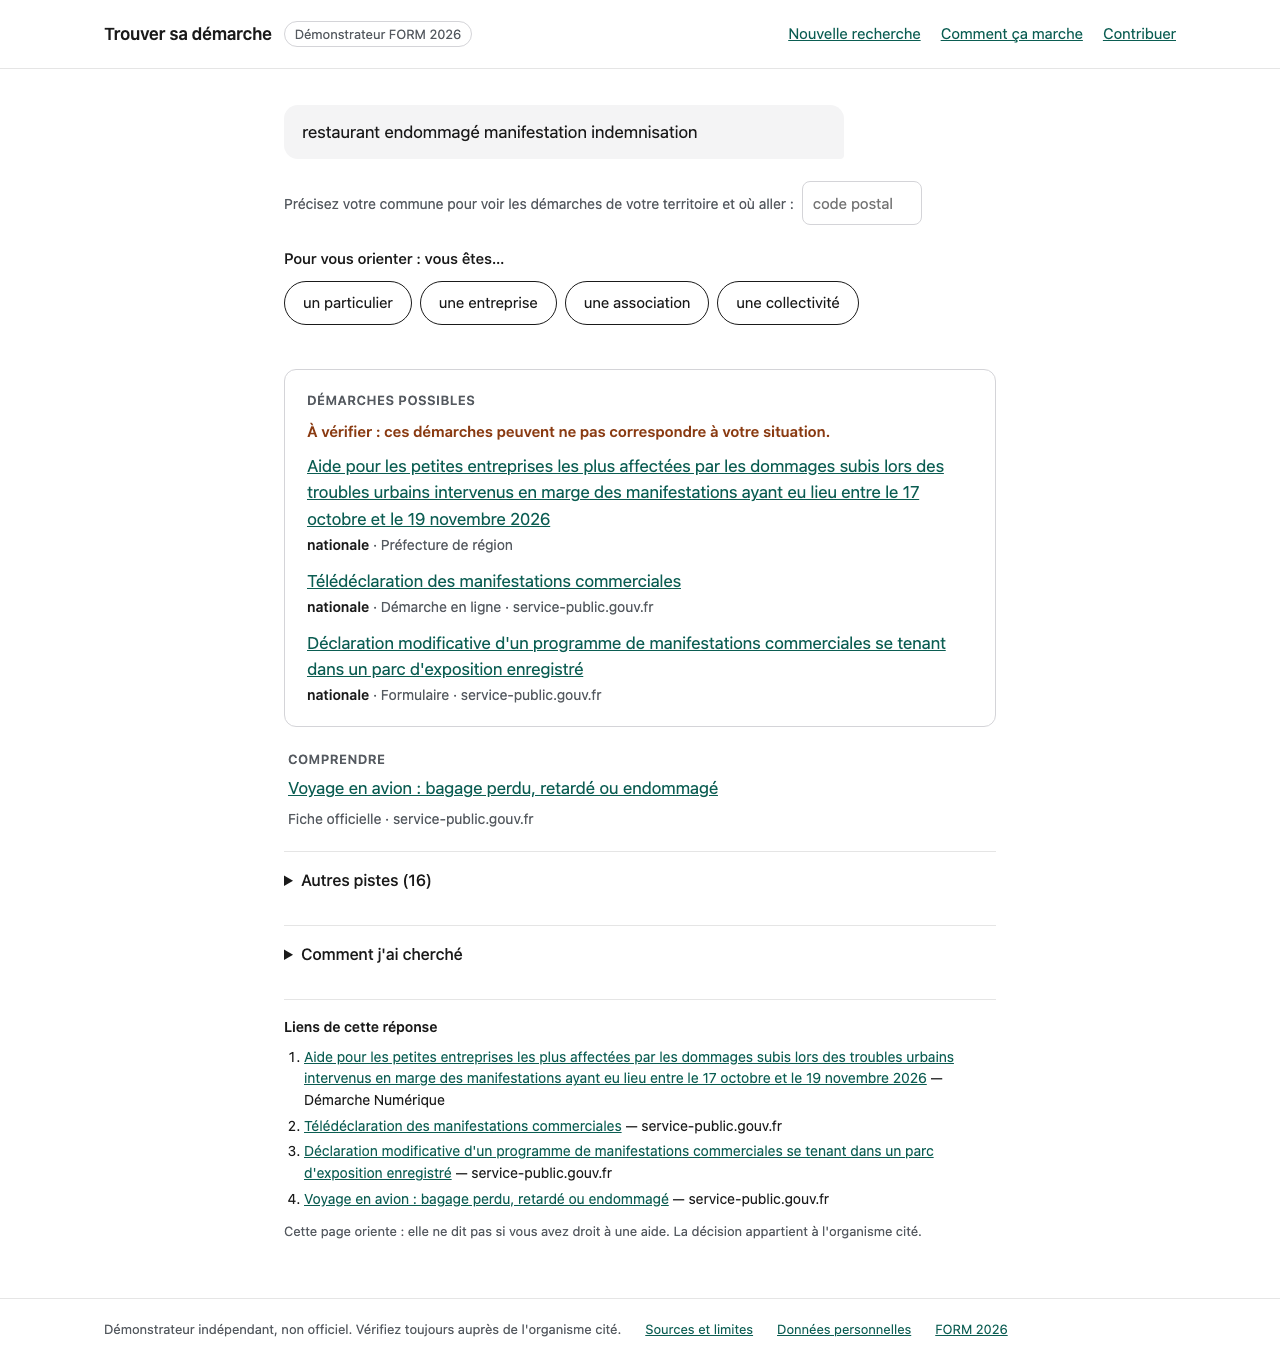 Trouver sa démarche
Démonstrateur FORM 2026
Nouvelle recherche
Comment ça marche
Contribuer
restaurant endommagé manifestation indemnisation
Précisez votre commune pour voir les démarches de votre territoire et où aller :
code postal
Pour vous orienter : vous êtes...
un particulier
une entreprise
une association
une collectivité
DÉMARCHES POSSIBLES
À vérifier : ces démarches peuvent ne pas correspondre à votre situation.
Aide pour les petites entreprises les plus affectées par les dommages subis lors des
troubles urbains intervenus en marge des manifestations ayant eu lieu entre le 17
octobre et le 19 novembre 2026
nationale · Préfecture de région
Télédéclaration des manifestations commerciales
nationale · Démarche en ligne · service-public.gouv.fr
Déclaration modificative d'un programme de manifestations commerciales se tenant
dans un parc d'exposition enregistré
nationale · Formulaire · service-public.gouv.fr
COMPRENDRE
Voyage en avion : bagage perdu, retardé ou endommagé
Fiche officielle · service-public.gouv.fr
Autres pistes (16)
Comment j'ai cherché
Liens de cette réponse
1. Aide pour les petites entreprises les plus affectées par les dommages subis lors des troubles urbains
intervenus en marge des manifestations ayant eu lieu entre le 17 octobre et le 19 novembre 2026 —
Démarche Numérique
2. Télédéclaration des manifestations commerciales — service-public.gouv.fr
3. Déclaration modificative d'un programme de manifestations commerciales se tenant dans un parc
d'exposition enregistré — service-public.gouv.fr
4. Voyage en avion : bagage perdu, retardé ou endommagé — service-public.gouv.fr
Cette page oriente : elle ne dit pas si vous avez droit à une aide. La décision appartient à l'organisme cité.
Démonstrateur indépendant, non officiel. Vérifiez toujours auprès de l'organisme cité.
Sources et limites
Données personnelles
FORM 2026